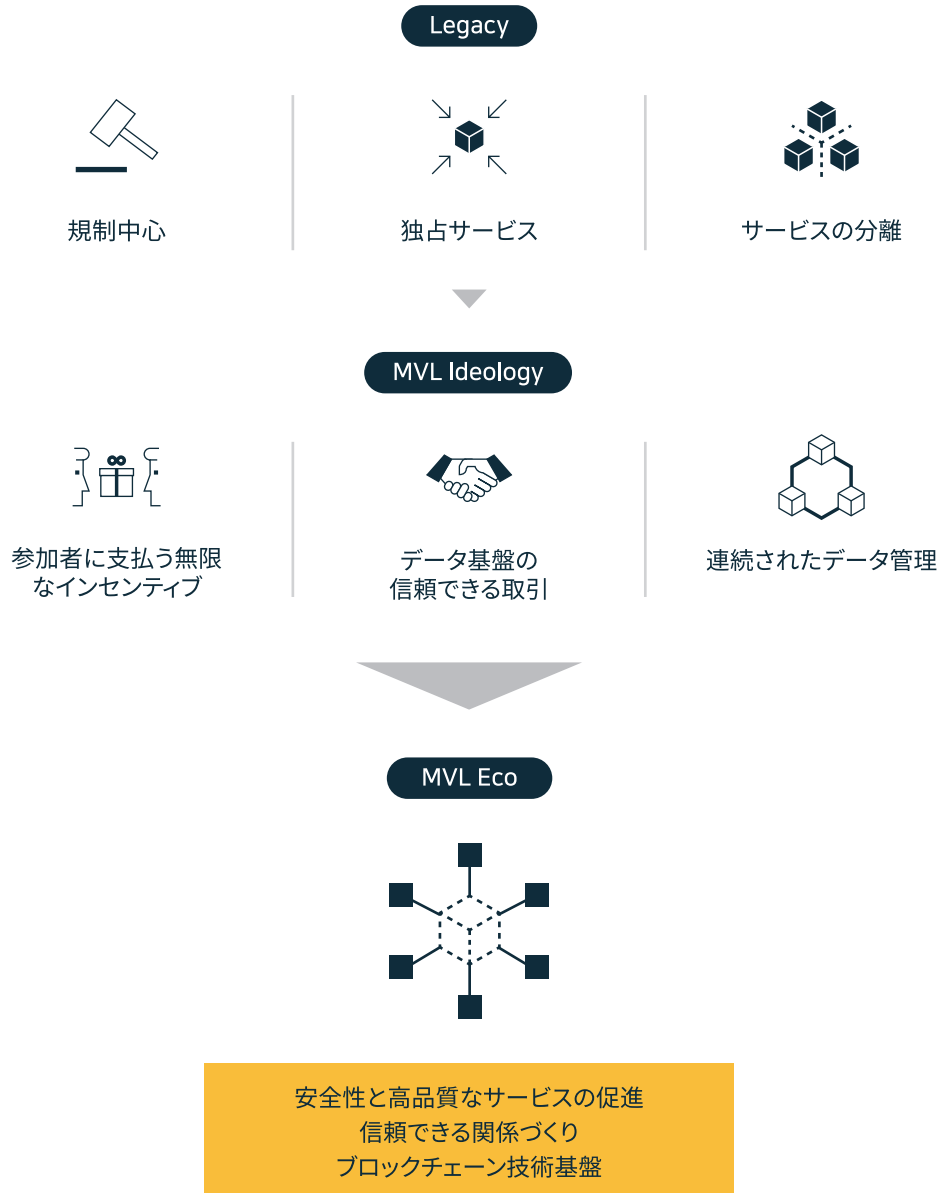 Legacy
規制中心
独占サービス
サービスの分離
MVL Ideology
参加者に支払う無限
なインセンティブ
データ基盤の
信頼できる取引
連続されたデータ管理
MVL Eco
安全性と高品質なサービスの促進
信頼できる関係づくり
ブロックチェーン技術基盤